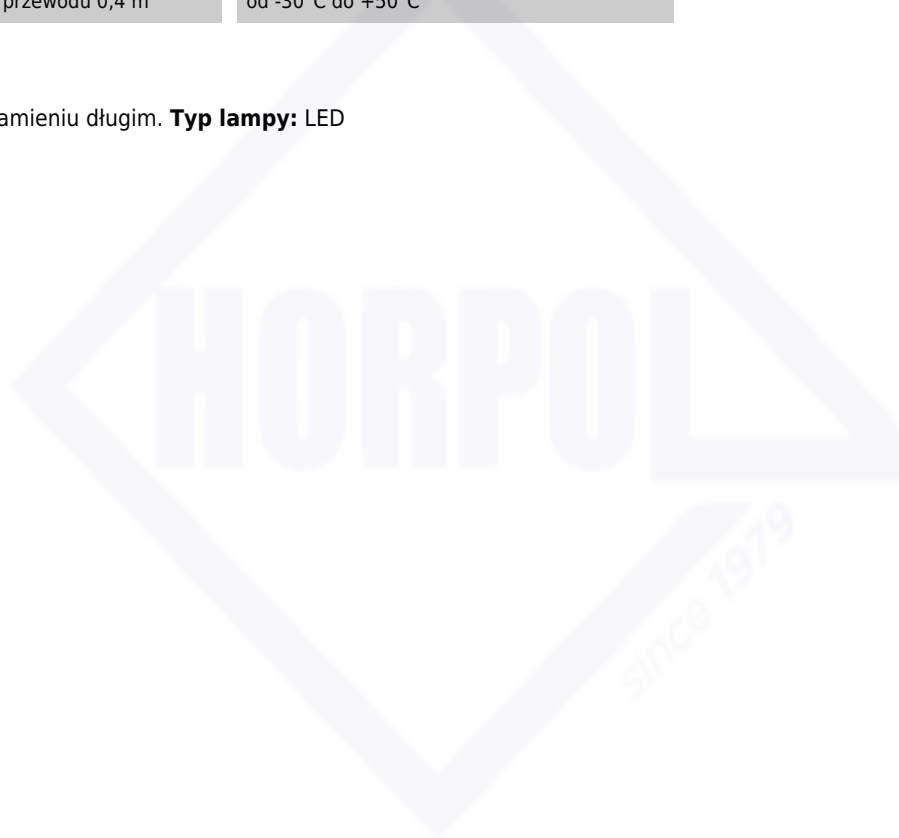 przewodu 0,4 m
od -30°C do +50°C
amieniu długim. Typ lampy: LED
HORPOL
since 1979